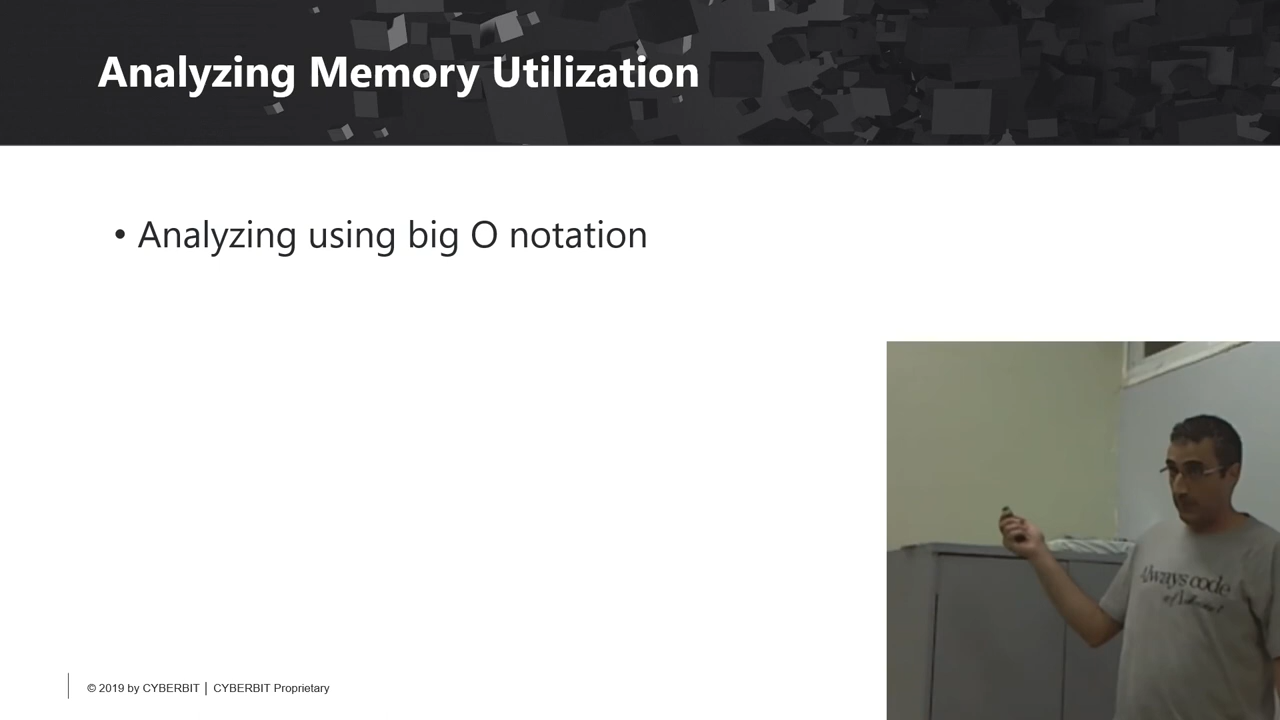 Analyzing Memory Utilization
• Analyzing using big O notation
Always code
© 2019 by CYBERBIT | CYBERBIT Proprietary